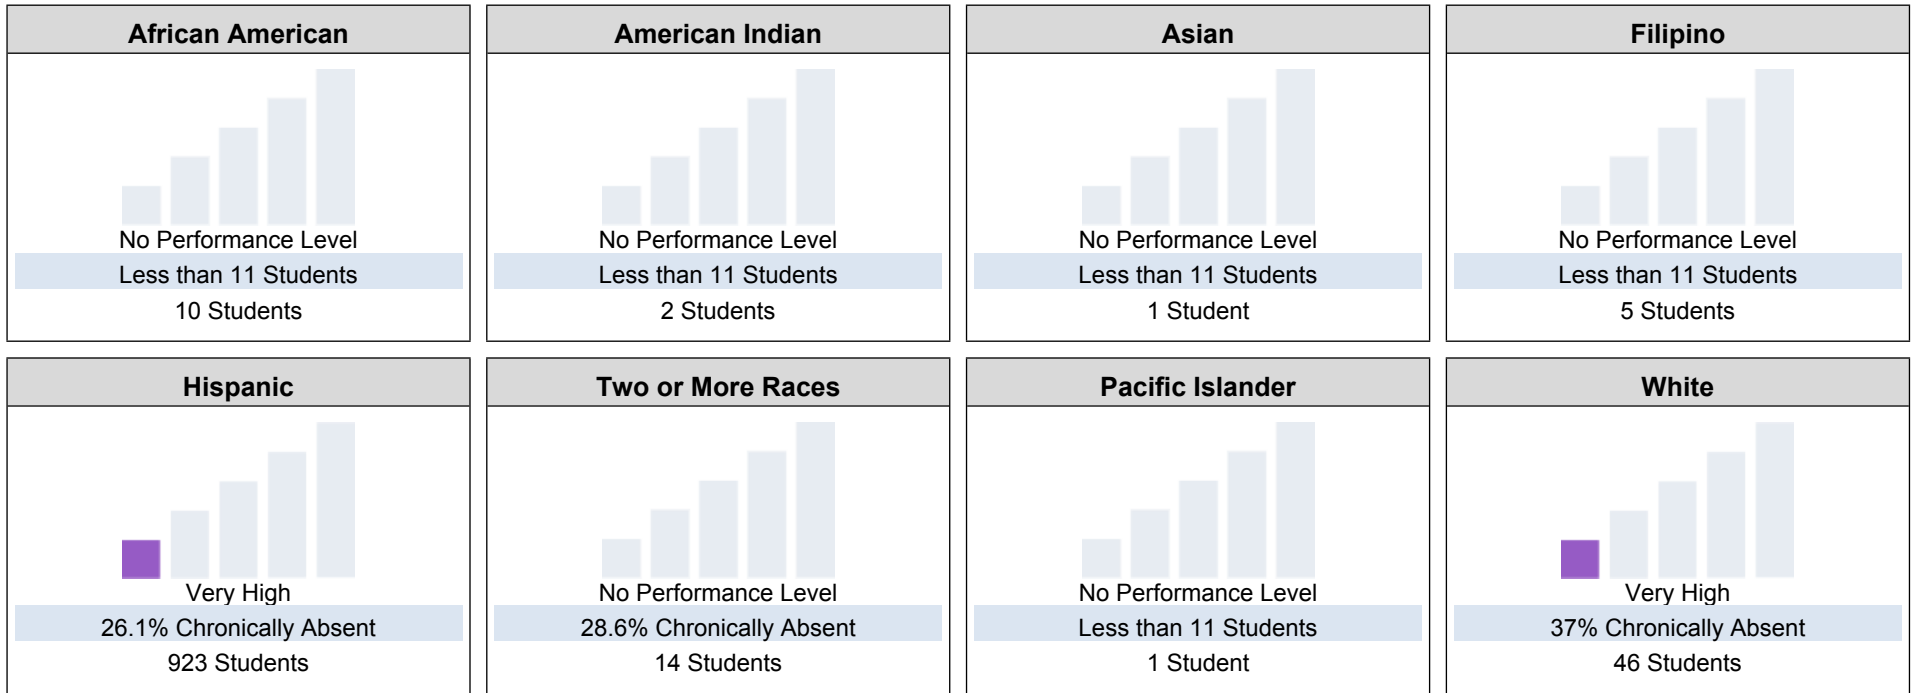 African American
No Performance Level
Less than 11 Students
10 Students
American Indian
No Performance Level
Less than 11 Students
2 Students
Asian
No Performance Level
Less than 11 Students
1 Student
Filipino
No Performance Level
Less than 11 Students
5 Students
Hispanic
Very High
26.1% Chronically Absent
923 Students
Two or More Races
No Performance Level
28.6% Chronically Absent
14 Students
Pacific Islander
No Performance Level
Less than 11 Students
1 Student
White
Very High
37% Chronically Absent
46 Students